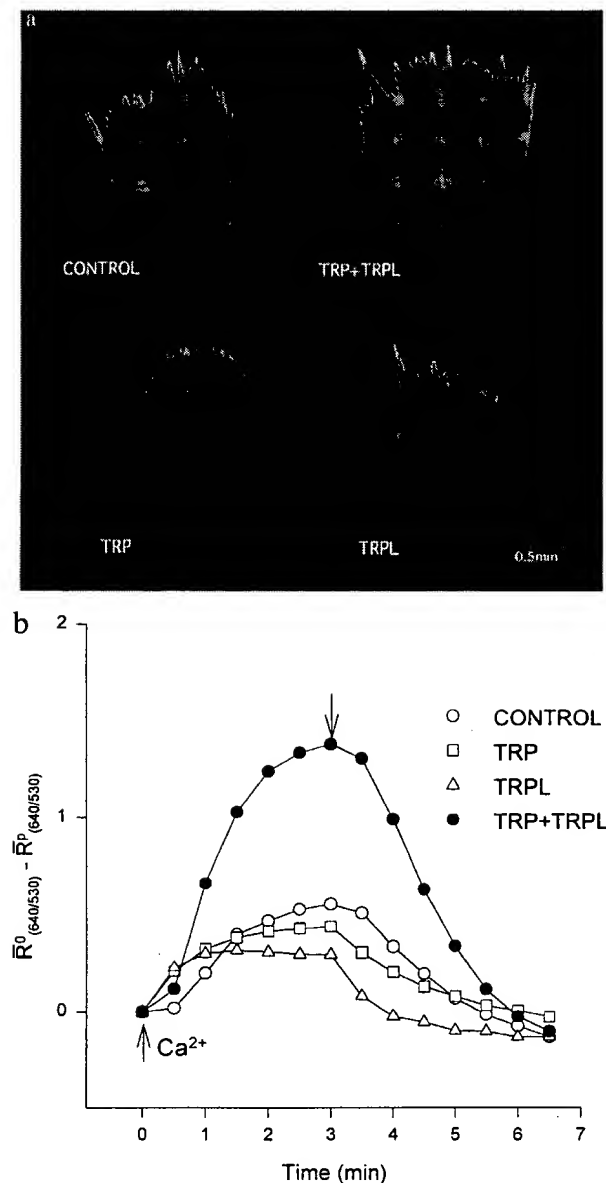 a
CONTROL
TRP+TRPL
TRP
TRPL
0.5min
b
2
1
0
R̄⁰(640/530) - R̄ᵖ(640/530)
CONTROL
TRP
TRPL
TRP+TRPL
Ca²⁺
0 1 2 3 4 5 6 7
Time (min)